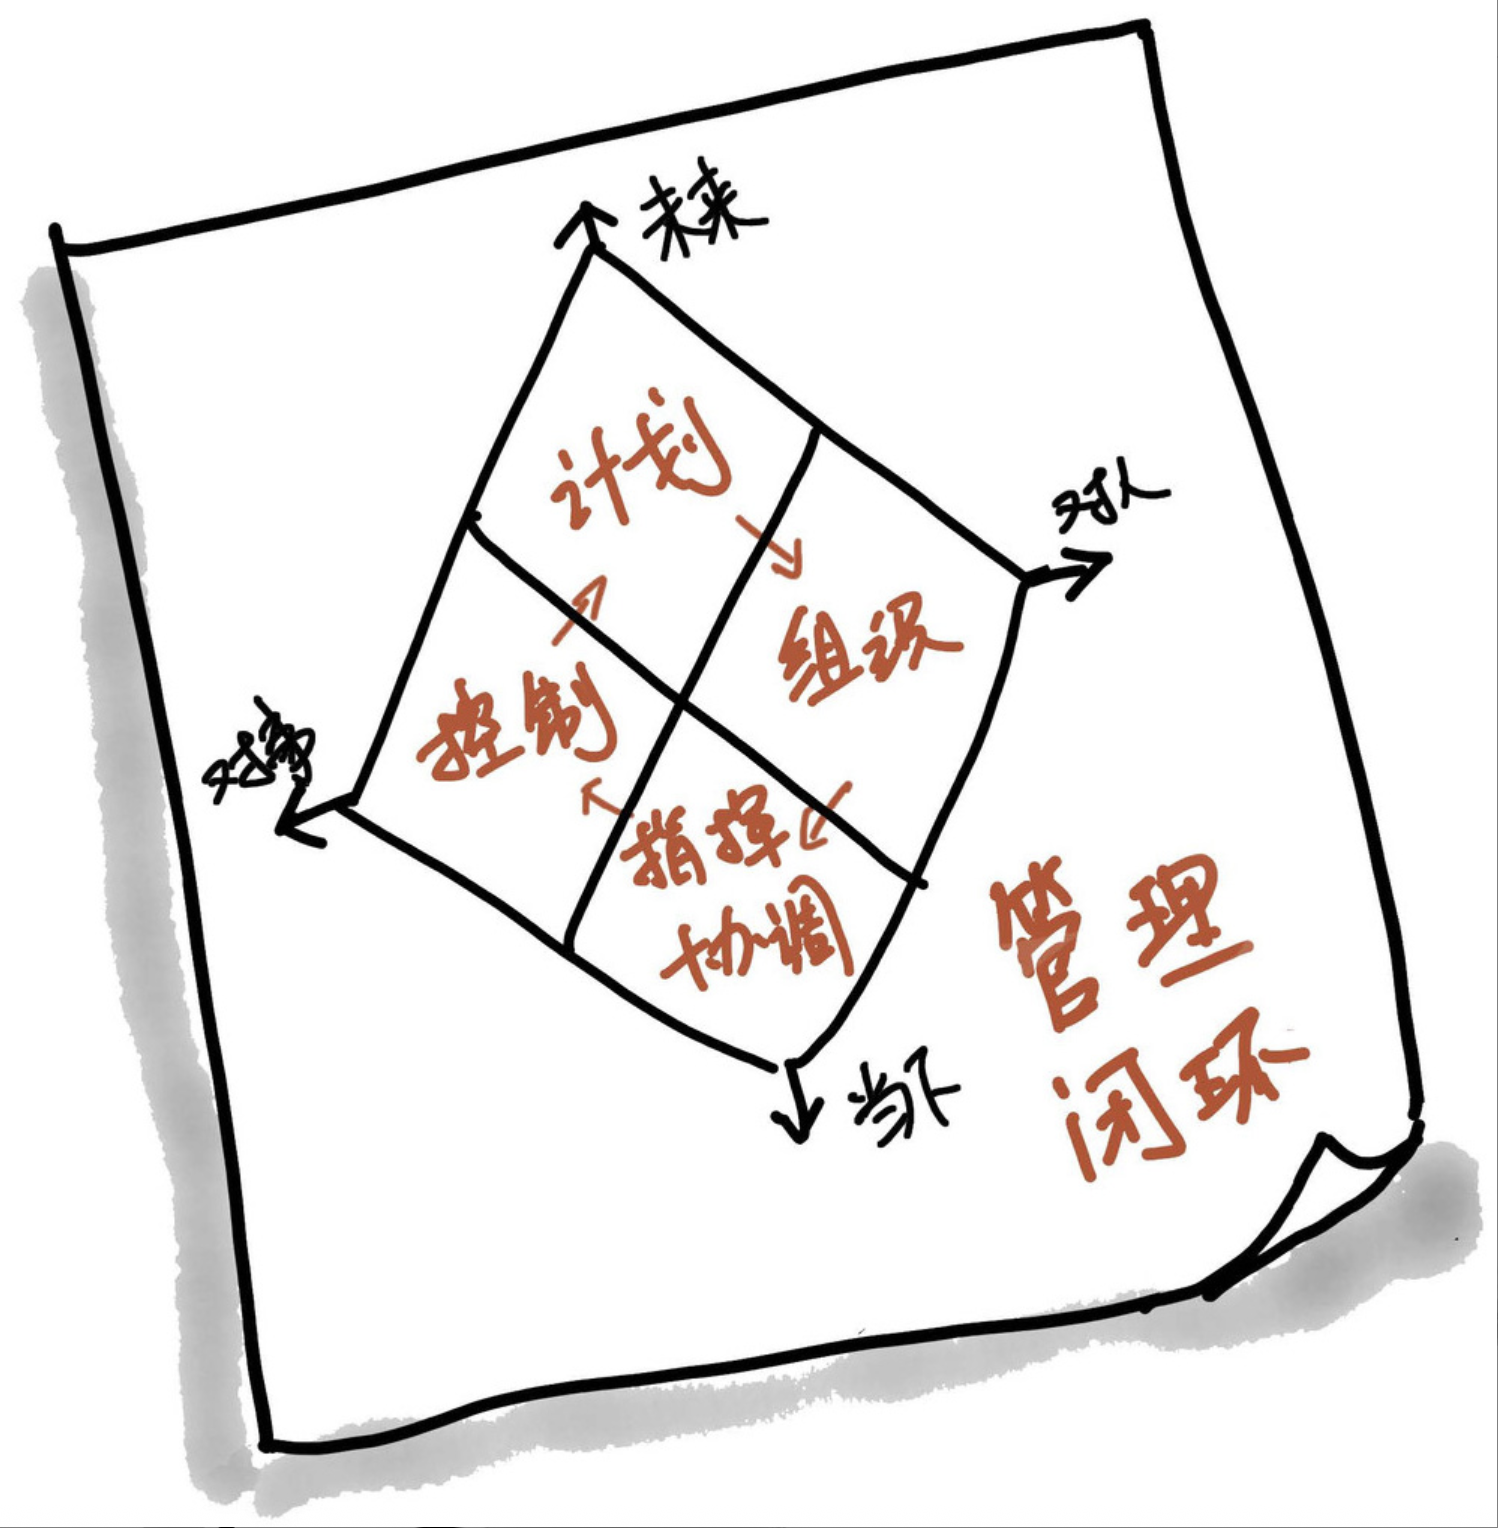 未来
计划
对人
组织
控制
对事
指挥
协调
管理
闭环
当下